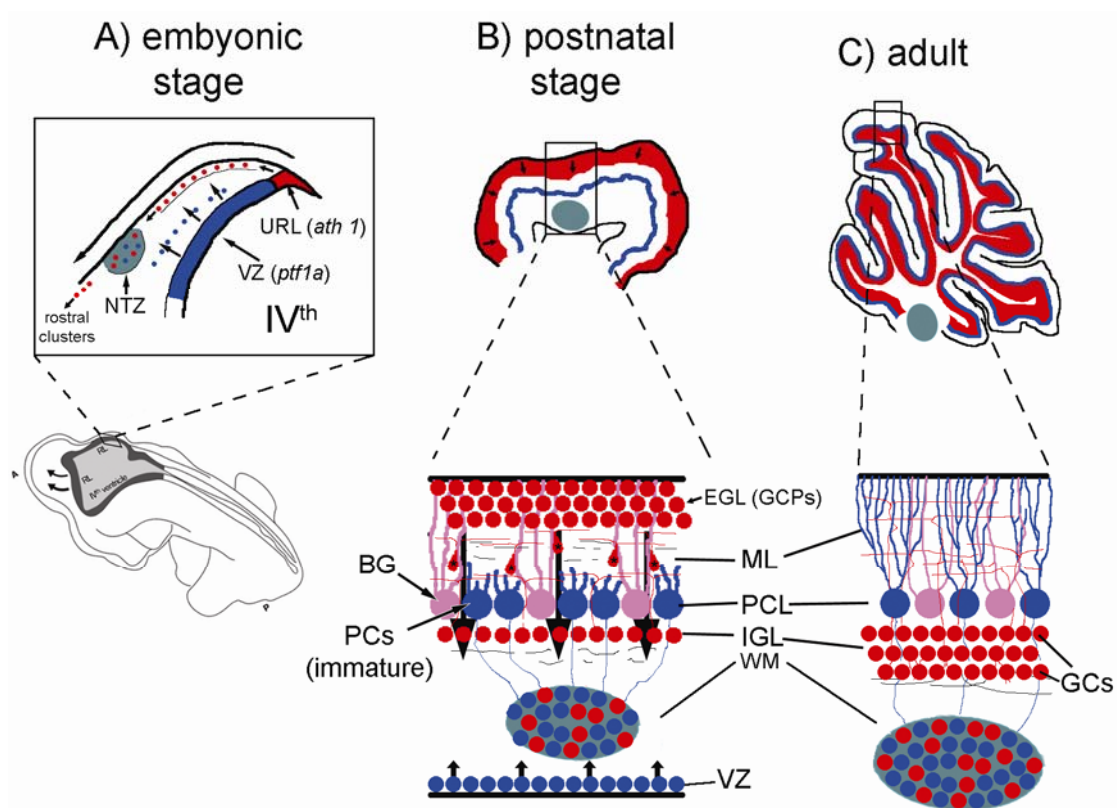 A) embyonic
stage
B) postnatal
stage
C) adult
URL (ath 1)
VZ (ptf1a)
IVth
NTZ
rostral
clusters
A
RL
RL
IVth ventricle
P
EGL (GCPs)
BG
ML
PCs
(immature)
PCL
IGL
WM
GCs
VZ